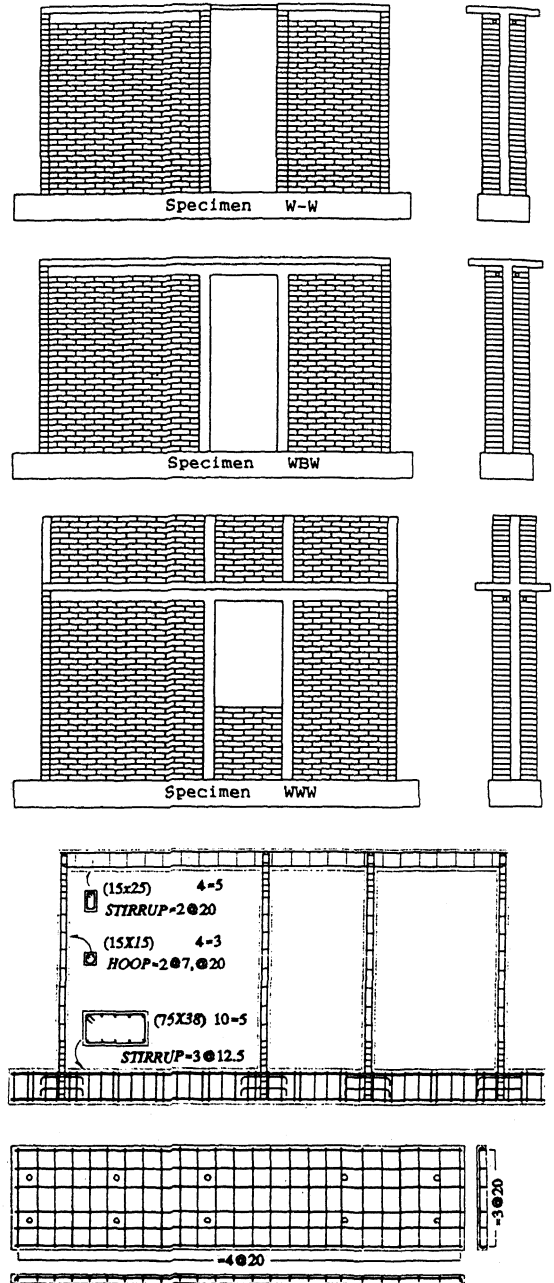 Specimen W-W
Specimen WBW
Specimen WWW
(15x25) 4=5
STIRRUP=2@20
(15X15) 4=3
HOOP=2@7,@20
(75X38) 10=5
STIRRUP=3@12.5
=3@20
=4@20